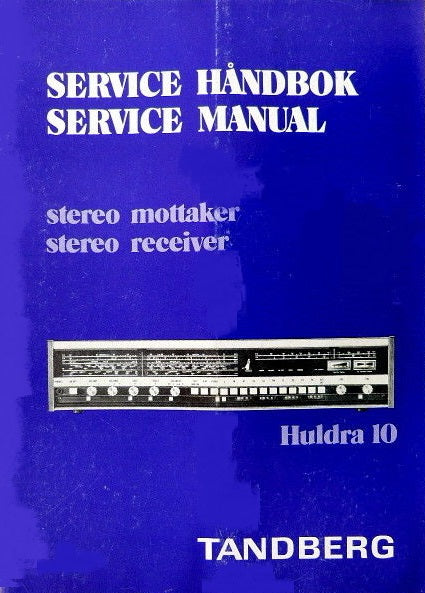 SERVICE HÅNDBOK
SERVICE MANUAL
stereo mottaker
stereo receiver
Huldra 10
TANDBERG